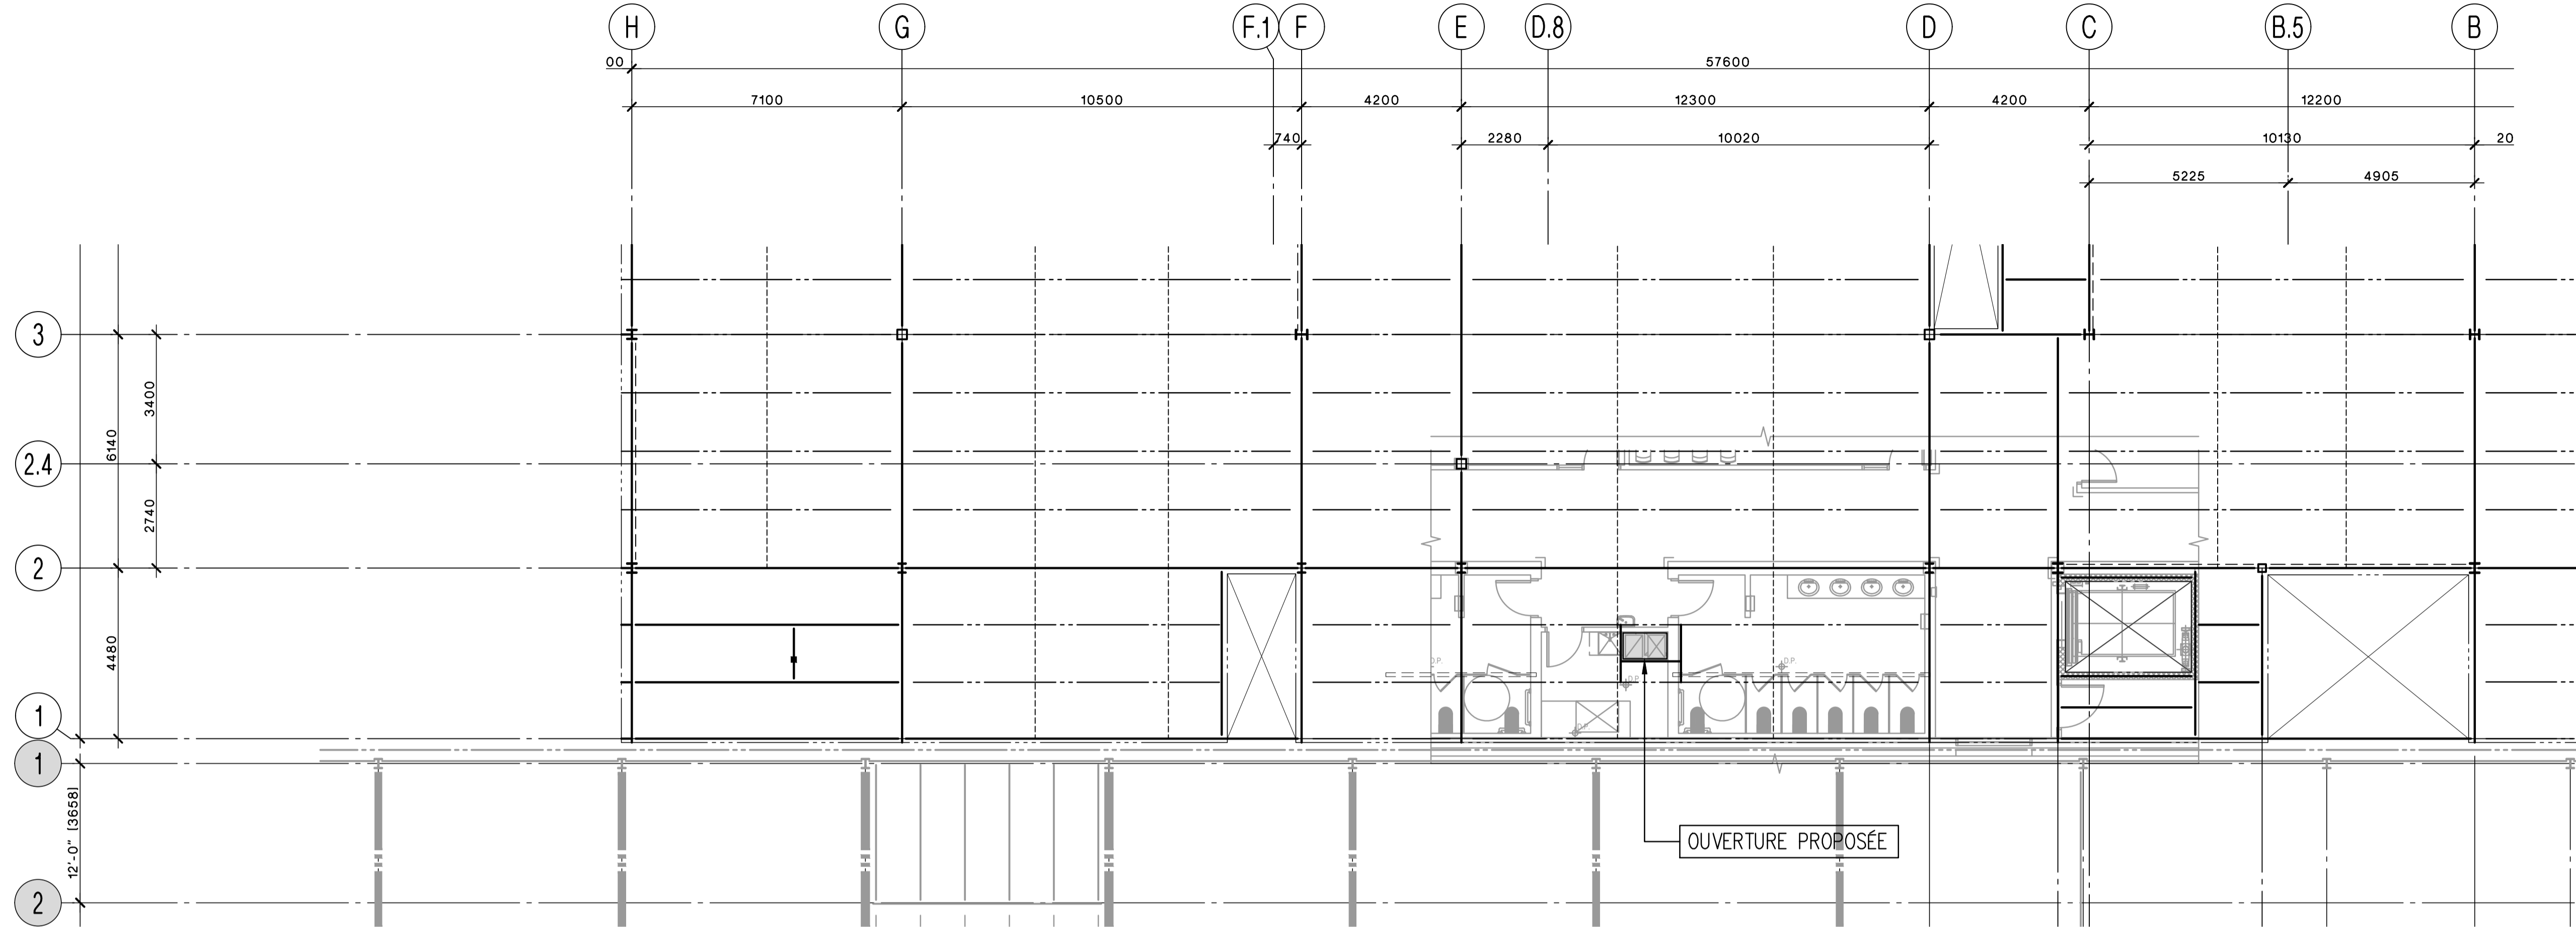 H G F.1 F E D.8 D C B.5 B
00 57600
7100 10500 4200 12300 4200 12200
740 2280 10020 10130 20
5225 4905
3
3400
6140
2.4
2740
2
4480
D.P.
D.P.
D.P.
D.P.
1
1
12'-0" [3658]
OUVERTURE PROPOSÉE
2